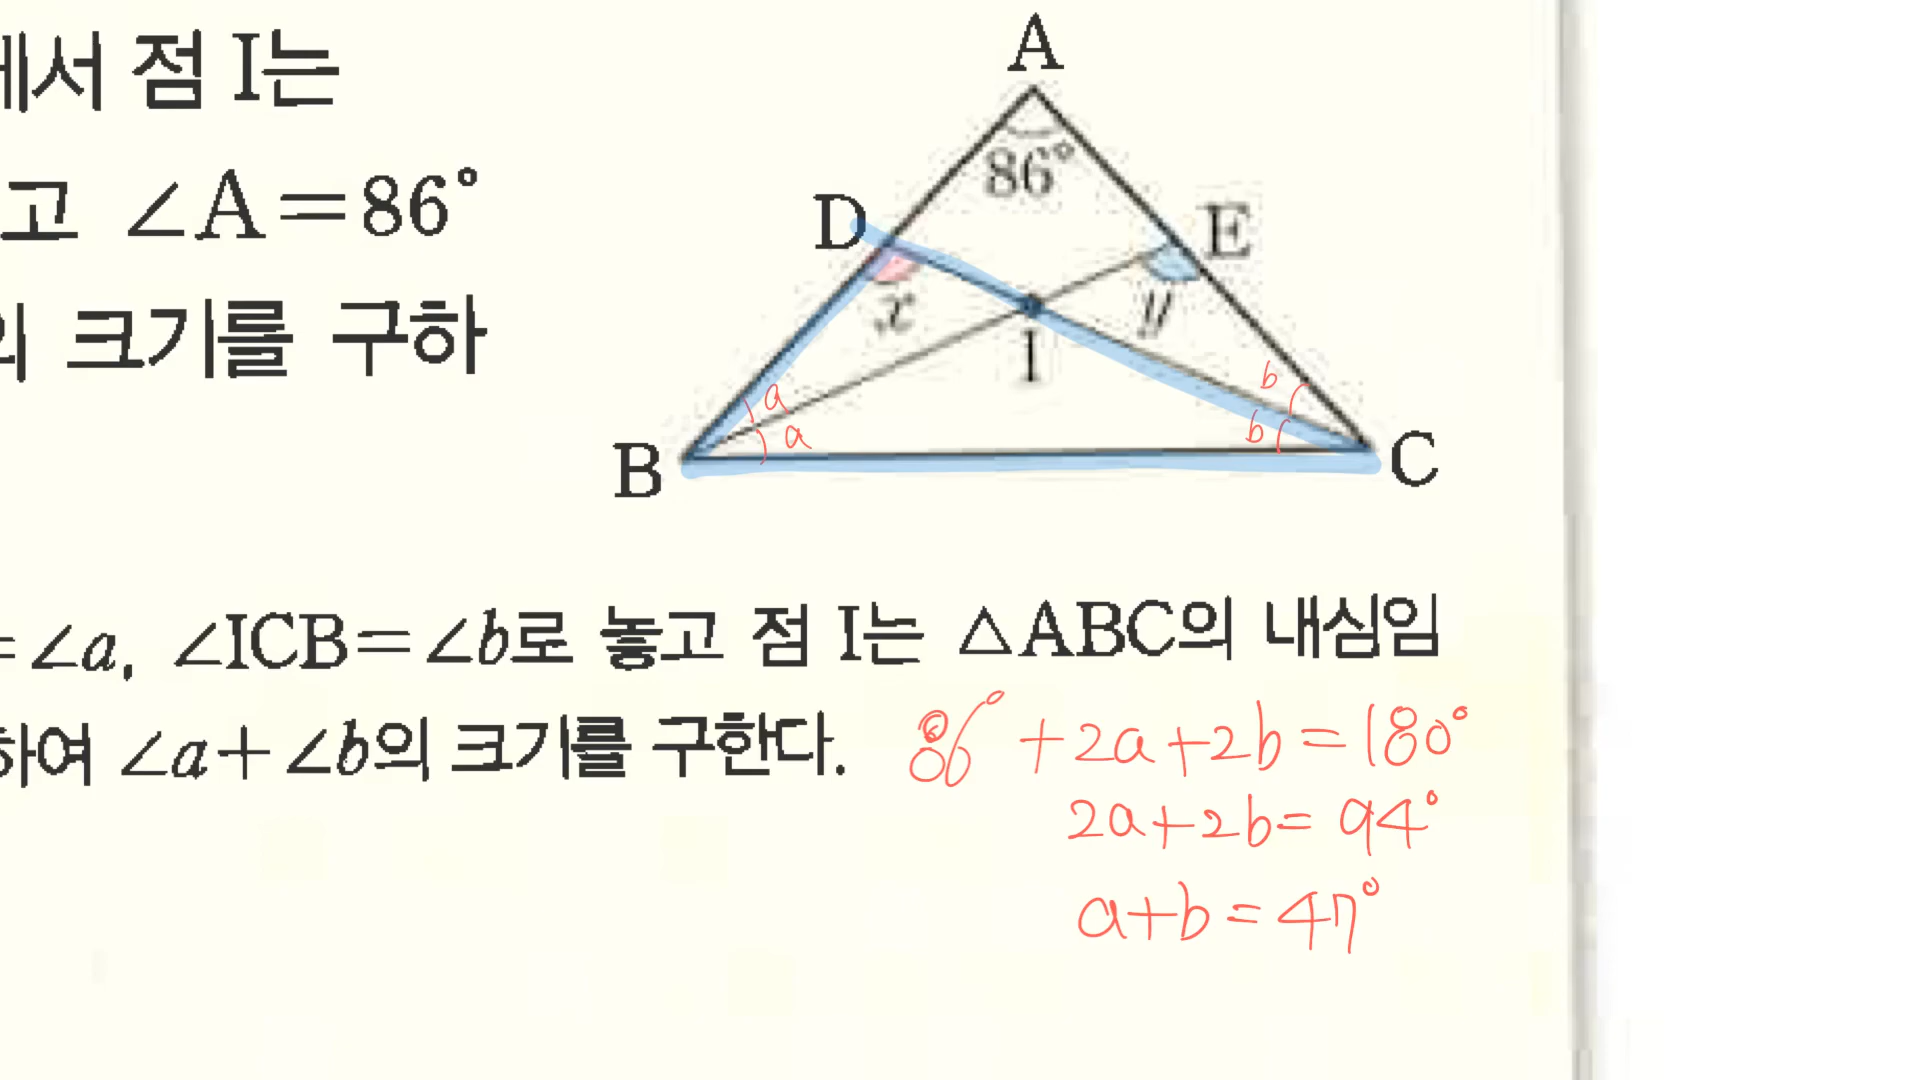 에서 점 I는
고 ∠A=86°
의 크기를 구하
A
86°
D
E
x
y
I
a
a
b
b
B
C
=∠a, ∠ICB=∠b로 놓고 점 I는 △ABC의 내심임
하여 ∠a+∠b의 크기를 구한다.
86° +2a+2b=180°
2a+2b=94°
a+b=47°